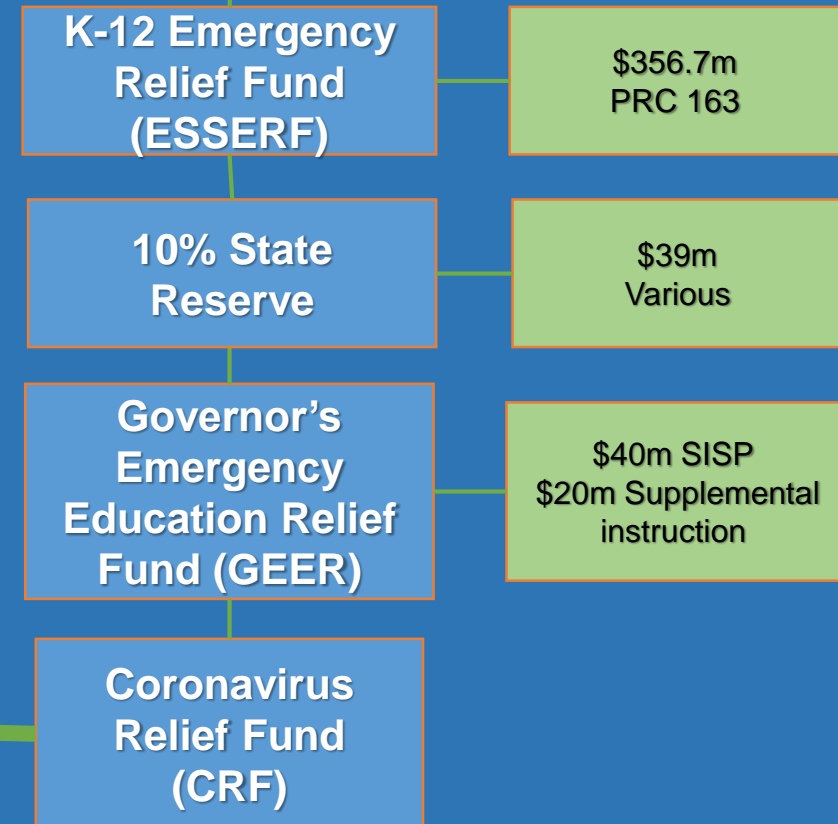 K-12 Emergency
Relief Fund
(ESSERF)
$356.7m
PRC 163
10% State
Reserve
$39m
Various
Governor’s
Emergency
Education Relief
Fund (GEER)
$40m SISP
$20m Supplemental
instruction
Coronavirus
Relief Fund
(CRF)